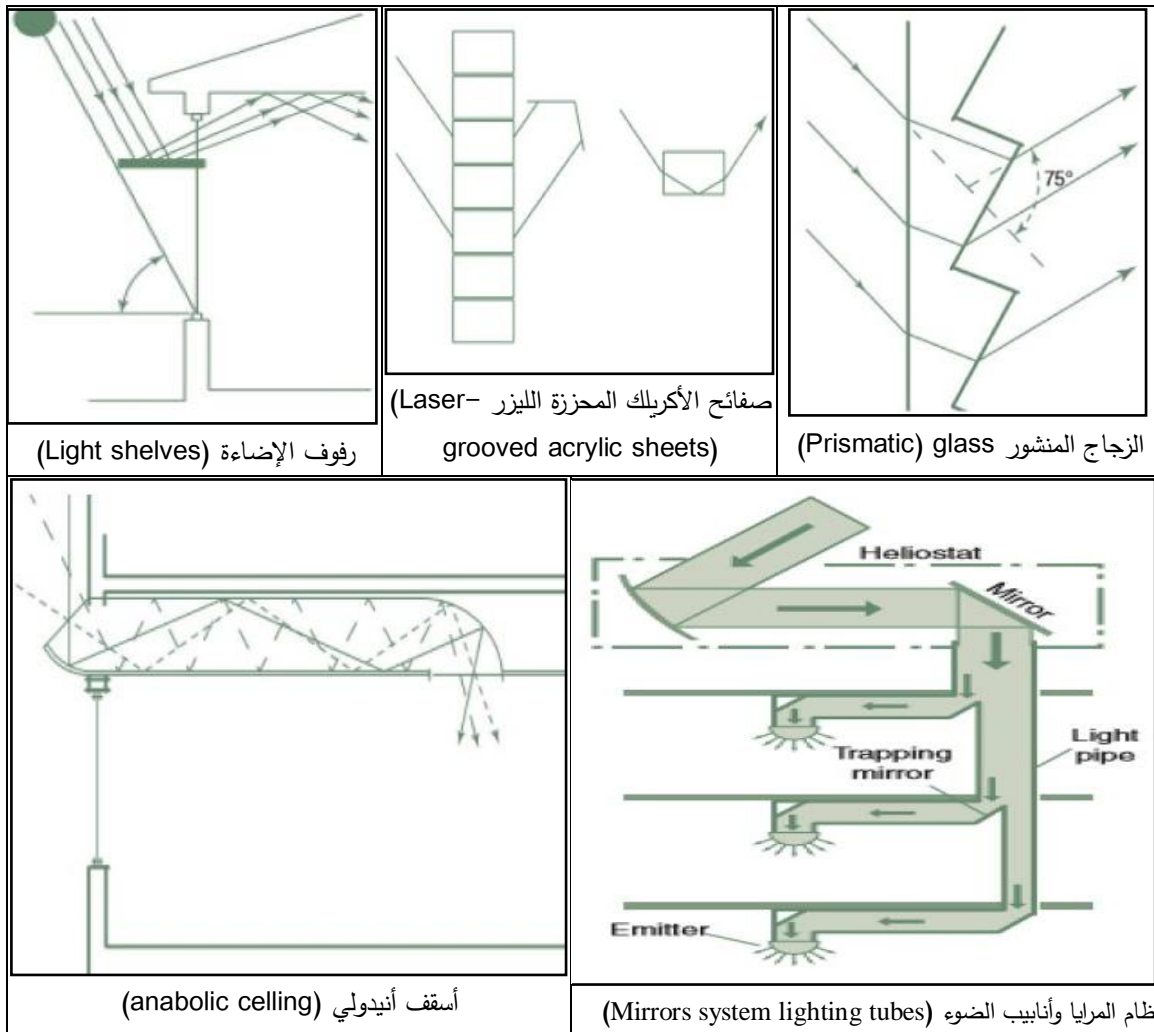 75°
رفوف الإضاءة (Light shelves)
صفائح الأكريلك المحززة الليزر (Laser-
grooved acrylic sheets)
الزجاج المنشور Prismatic) glass)
Heliostat
Mirror
Light
pipe
Trapping
mirror
Emitter
أسقف أنيدولي (anabolic celling)
ظام المرايا وأنابيب الضوء (Mirrors system lighting tubes)